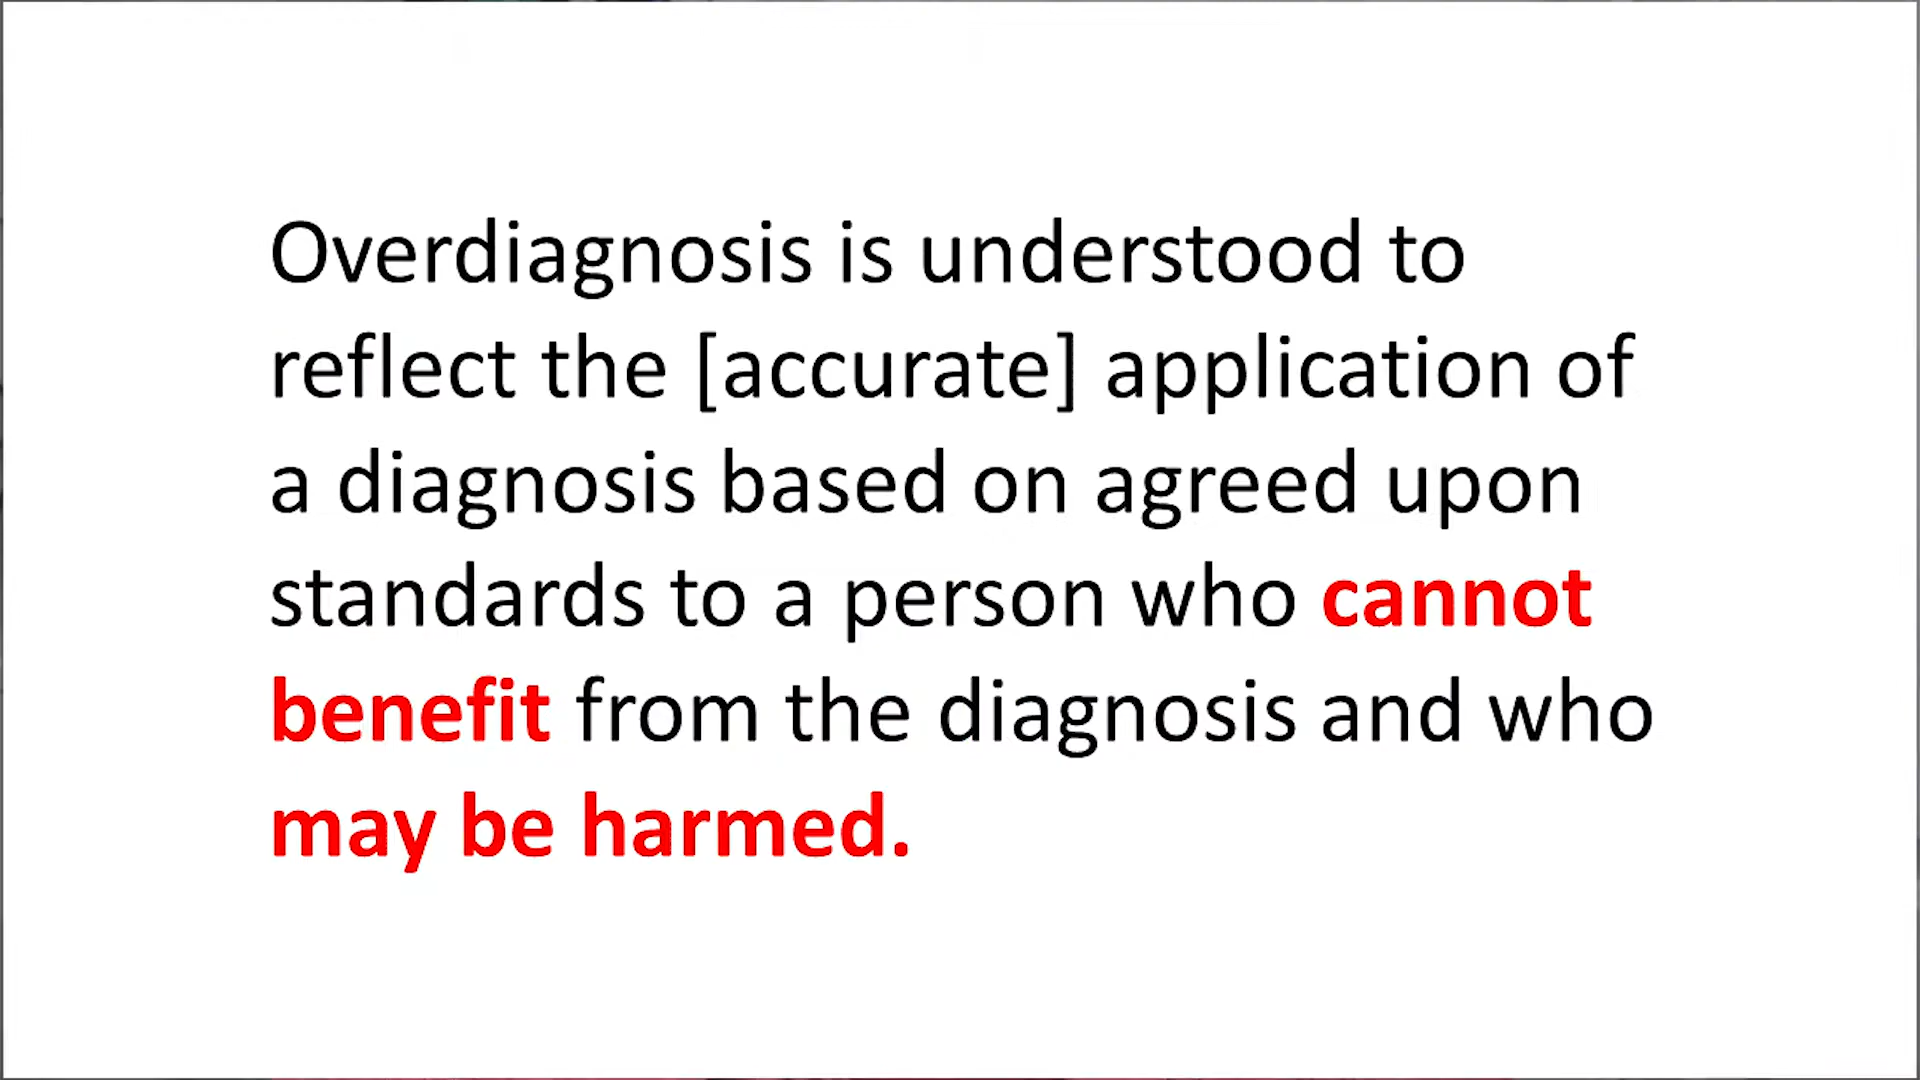 Overdiagnosis is understood to
reflect the [accurate] application of
a diagnosis based on agreed upon
standards to a person who cannot
benefit from the diagnosis and who
may be harmed.